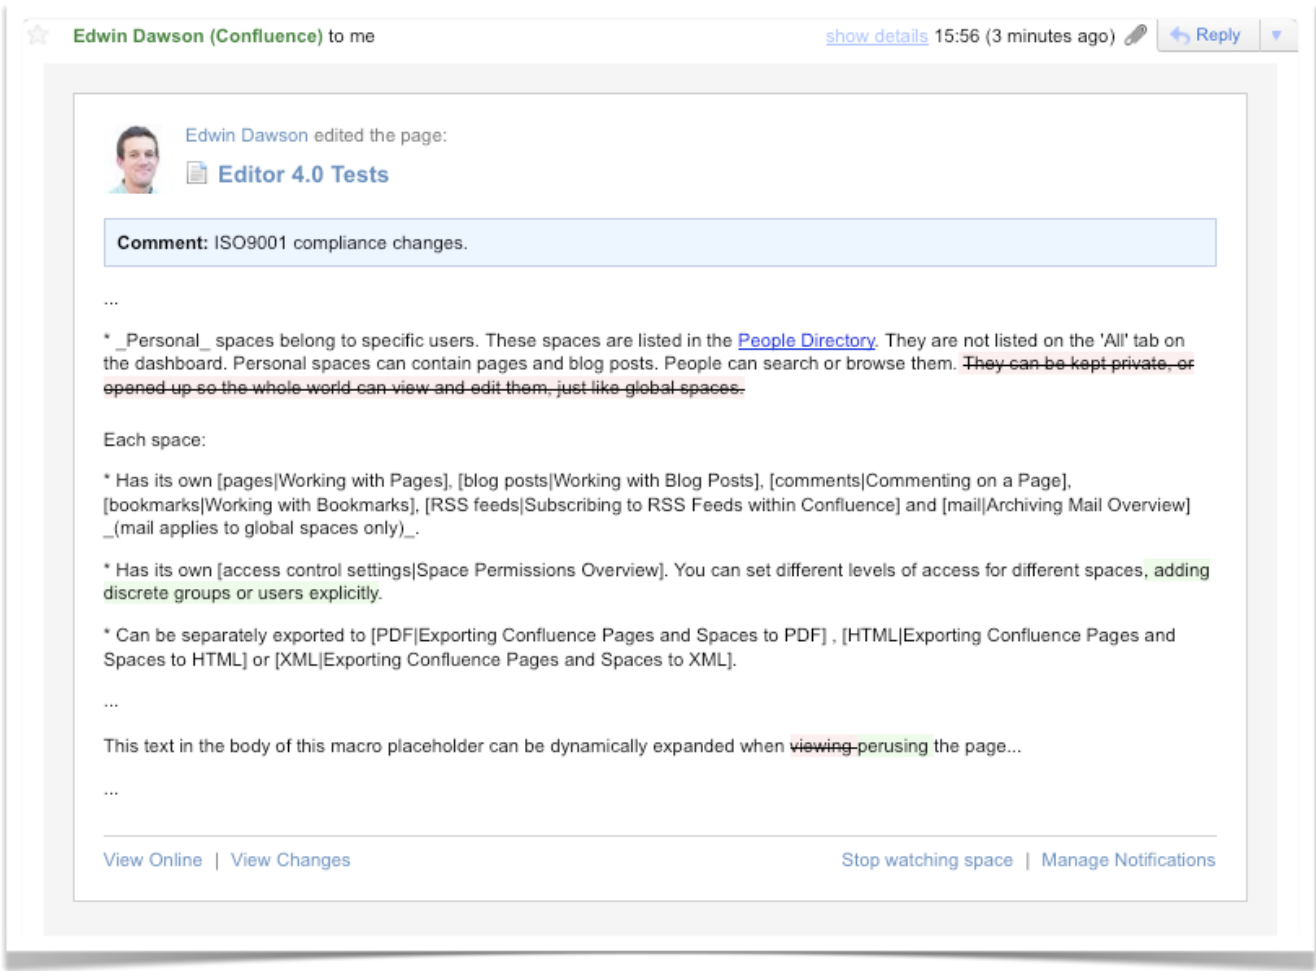 Edwin Dawson (Confluence) to me
show details 15:56 (3 minutes ago)
Reply
Edwin Dawson edited the page:
Editor 4.0 Tests
Comment: ISO9001 compliance changes.
...
* _Personal_ spaces belong to specific users. These spaces are listed in the People Directory. They are not listed on the 'All' tab on
the dashboard. Personal spaces can contain pages and blog posts. People can search or browse them. They can be kept private, or
opened up so the whole world can view and edit them, just like global spaces.
Each space:
* Has its own [pages|Working with Pages], [blog posts|Working with Blog Posts], [comments|Commenting on a Page],
[bookmarks|Working with Bookmarks], [RSS feeds|Subscribing to RSS Feeds within Confluence] and [mail|Archiving Mail Overview]
_(mail applies to global spaces only)_.
* Has its own [access control settings|Space Permissions Overview]. You can set different levels of access for different spaces, adding
discrete groups or users explicitly.
* Can be separately exported to [PDF|Exporting Confluence Pages and Spaces to PDF] , [HTML|Exporting Confluence Pages and
Spaces to HTML] or [XML|Exporting Confluence Pages and Spaces to XML].
...
This text in the body of this macro placeholder can be dynamically expanded when viewing perusing the page...
...
View Online | View Changes
Stop watching space | Manage Notifications